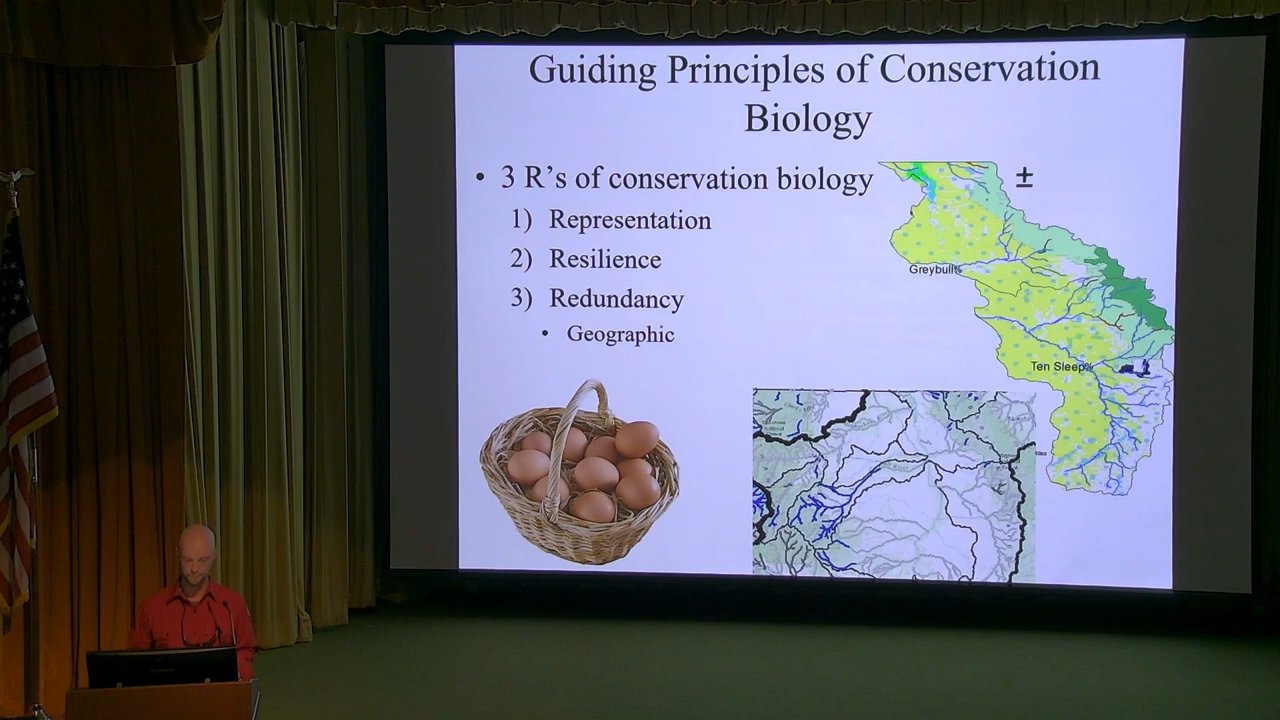 Guiding Principles of Conservation
Biology
• 3 R's of conservation biology
1) Representation
2) Resilience
3) Redundancy
• Geographic
±
Greybull%
Ten Sleep%